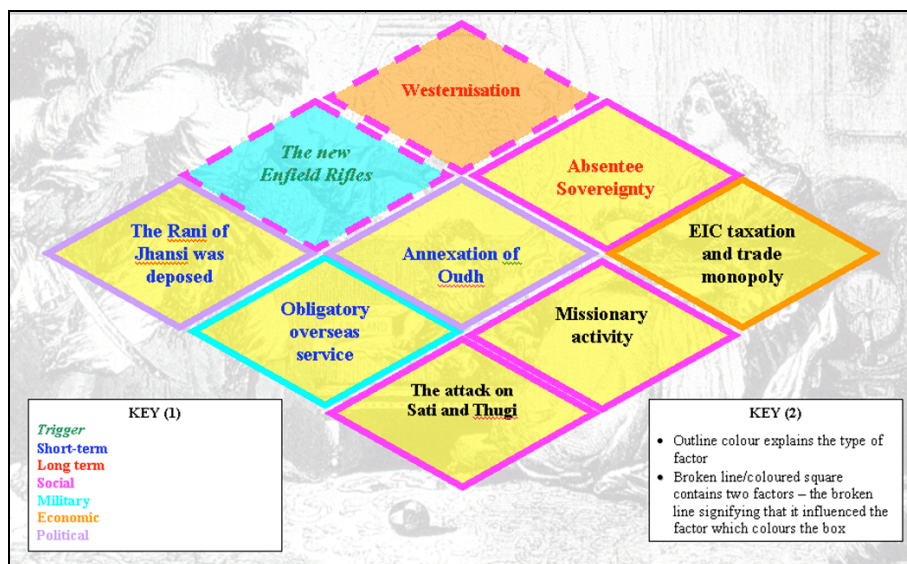 Westernisation
The new
Enfield Rifles
Absentee
Sovereignty
The Rani of
Jhansi was
deposed
Annexation of
Oudh
EIC taxation
and trade
monopoly
Obligatory
overseas
service
Missionary
activity
The attack on
Sati and Thugi
KEY (1)
Trigger
Short-term
Long term
Social
Military
Economic
Political
KEY (2)
• Outline colour explains the type of
factor
• Broken line/coloured square
contains two factors – the broken
line signifying that it influenced the
factor which colours the box